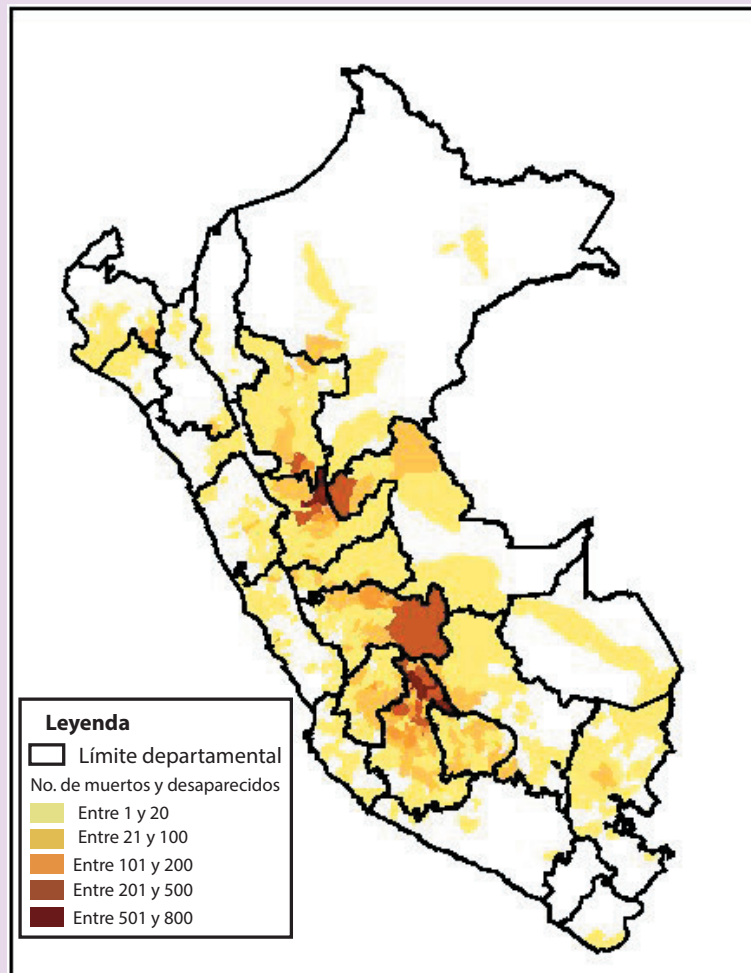 Leyenda
Límite departamental
No. de muertos y desaparecidos
Entre 1 y 20
Entre 21 y 100
Entre 101 y 200
Entre 201 y 500
Entre 501 y 800